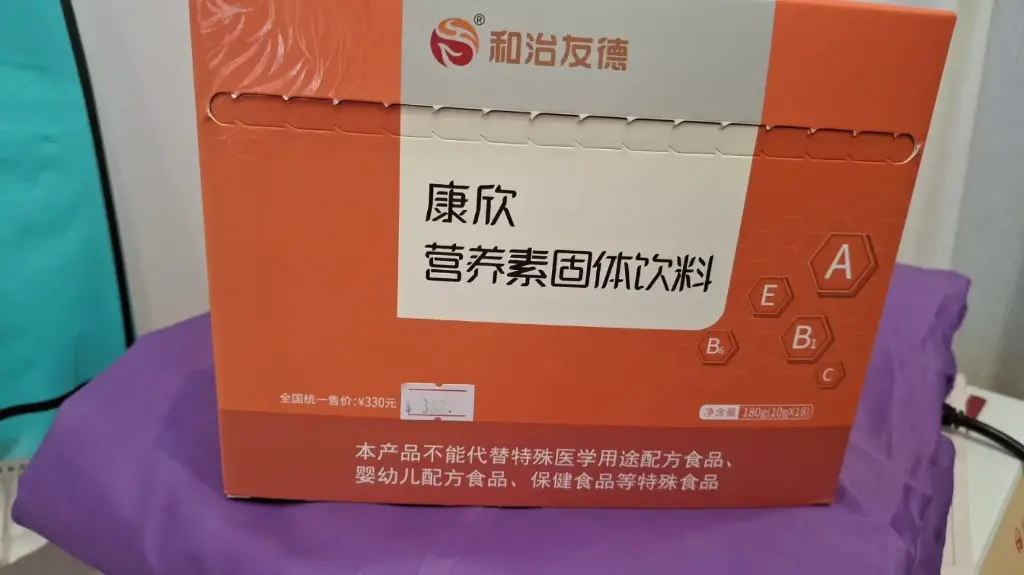 ®
和治友德
康欣
营养素固体饮料
A
E
B1
B6
C
全国统一售价:¥330元
净含量 180g(10g×18)
本产品不能代替特殊医学用途配方食品、
婴幼儿配方食品、保健食品等特殊食品